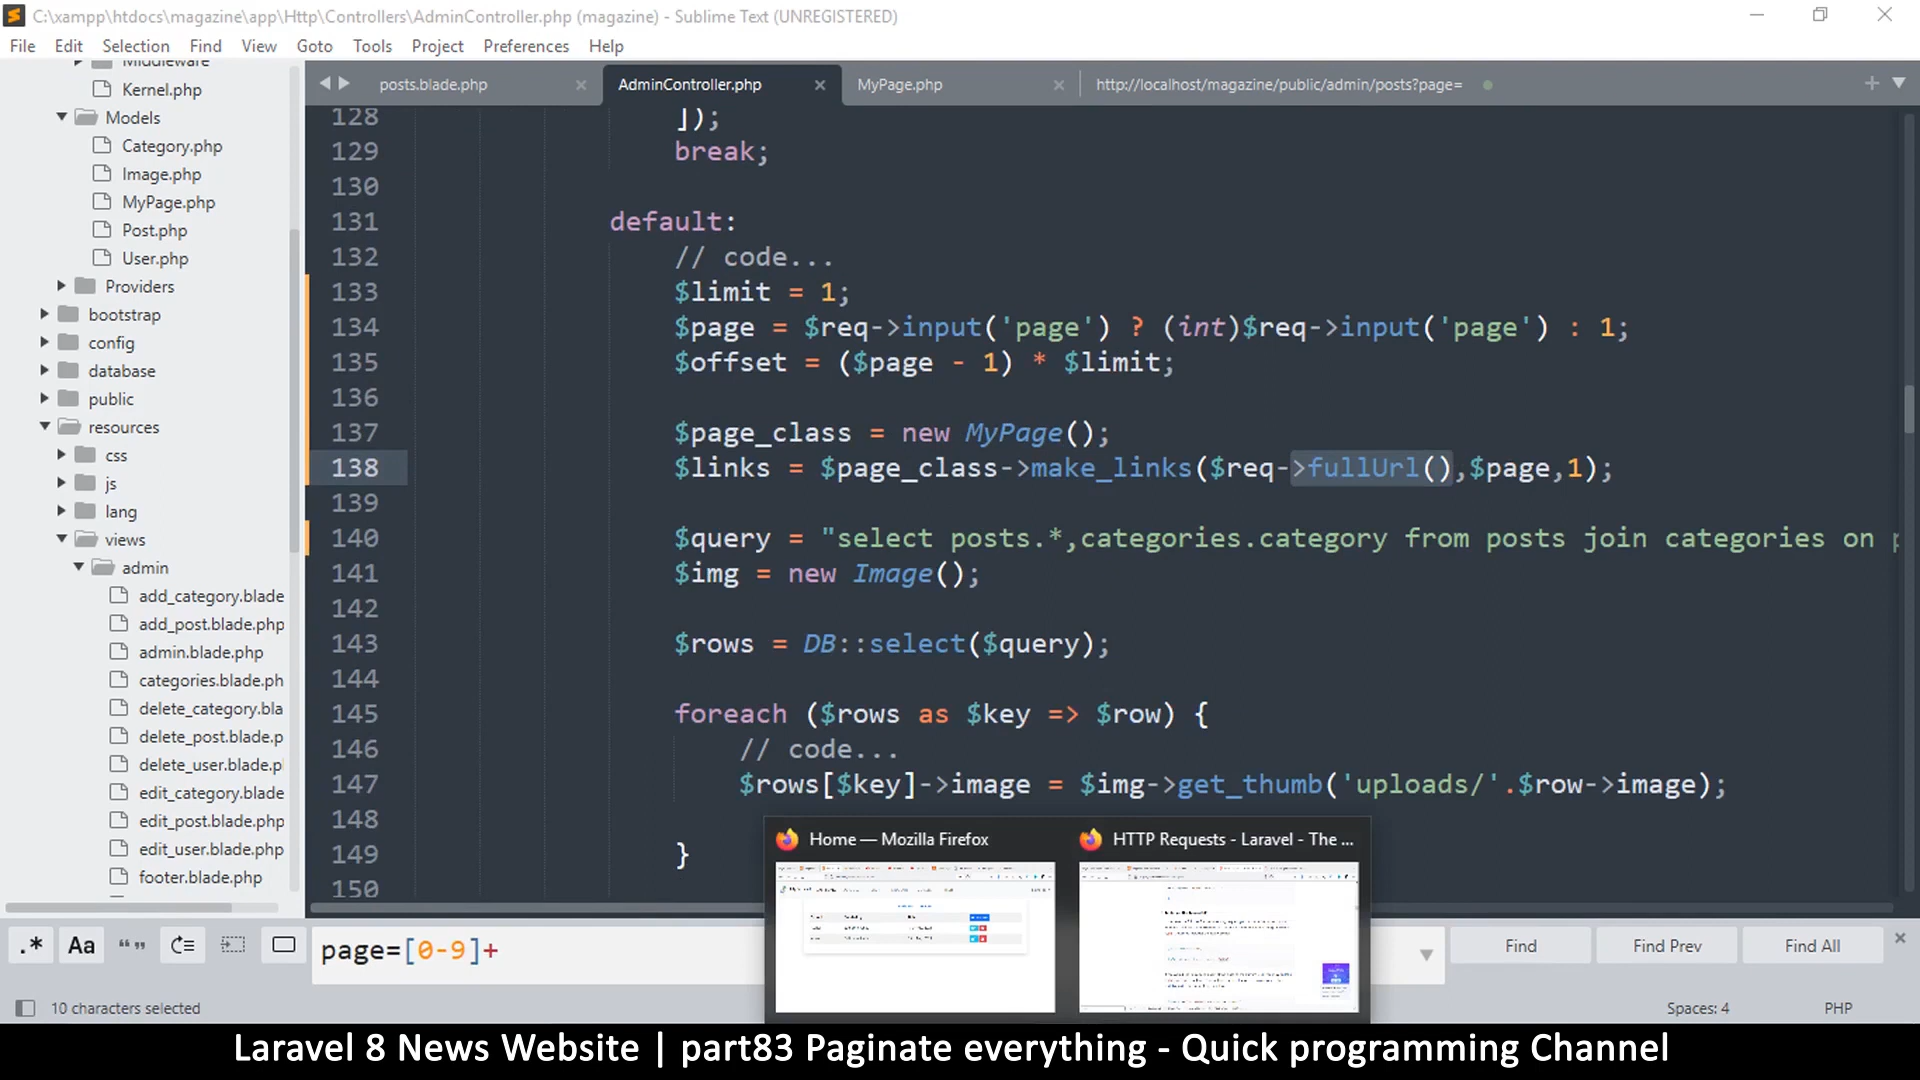 C:\xampp\htdocs\magazine\app\Http\Controllers\AdminController.php (magazine) - Sublime Text (UNREGISTERED)
File Edit Selection Find View Goto Tools Project Preferences Help
Middleware
Kernel.php
Models
Category.php
Image.php
MyPage.php
Post.php
User.php
Providers
bootstrap
config
database
public
resources
css
js
lang
views
admin
add_category.blade
add_post.blade.php
admin.blade.php
categories.blade.ph
delete_category.bla
delete_post.blade.p
delete_user.blade.p
edit_category.blade
edit_post.blade.php
edit_user.blade.php
footer.blade.php
posts.blade.php AdminController.php MyPage.php http://localhost/magazine/public/admin/posts?page=
128 ]);
129 break;
130
131 default:
132 // code...
133 $limit = 1;
134 $page = $req->input('page') ? (int)$req->input('page') : 1;
135 $offset = ($page - 1) * $limit;
136
137 $page_class = new MyPage();
138 $links = $page_class->make_links($req->fullUrl(),$page,1);
139
140 $query = "select posts.*,categories.category from posts join categories on p
141 $img = new Image();
142
143 $rows = DB::select($query);
144
145 foreach ($rows as $key => $row) {
146 // code...
147 $rows[$key]->image = $img->get_thumb('uploads/'.$row->image);
148
149 }
150
Home — Mozilla Firefox
HTTP Requests - Laravel - The ...
.* Aa “” page=[0-9]+ Find Find Prev Find All
10 characters selected Spaces: 4 PHP
Laravel 8 News Website | part83 Paginate everything - Quick programming Channel